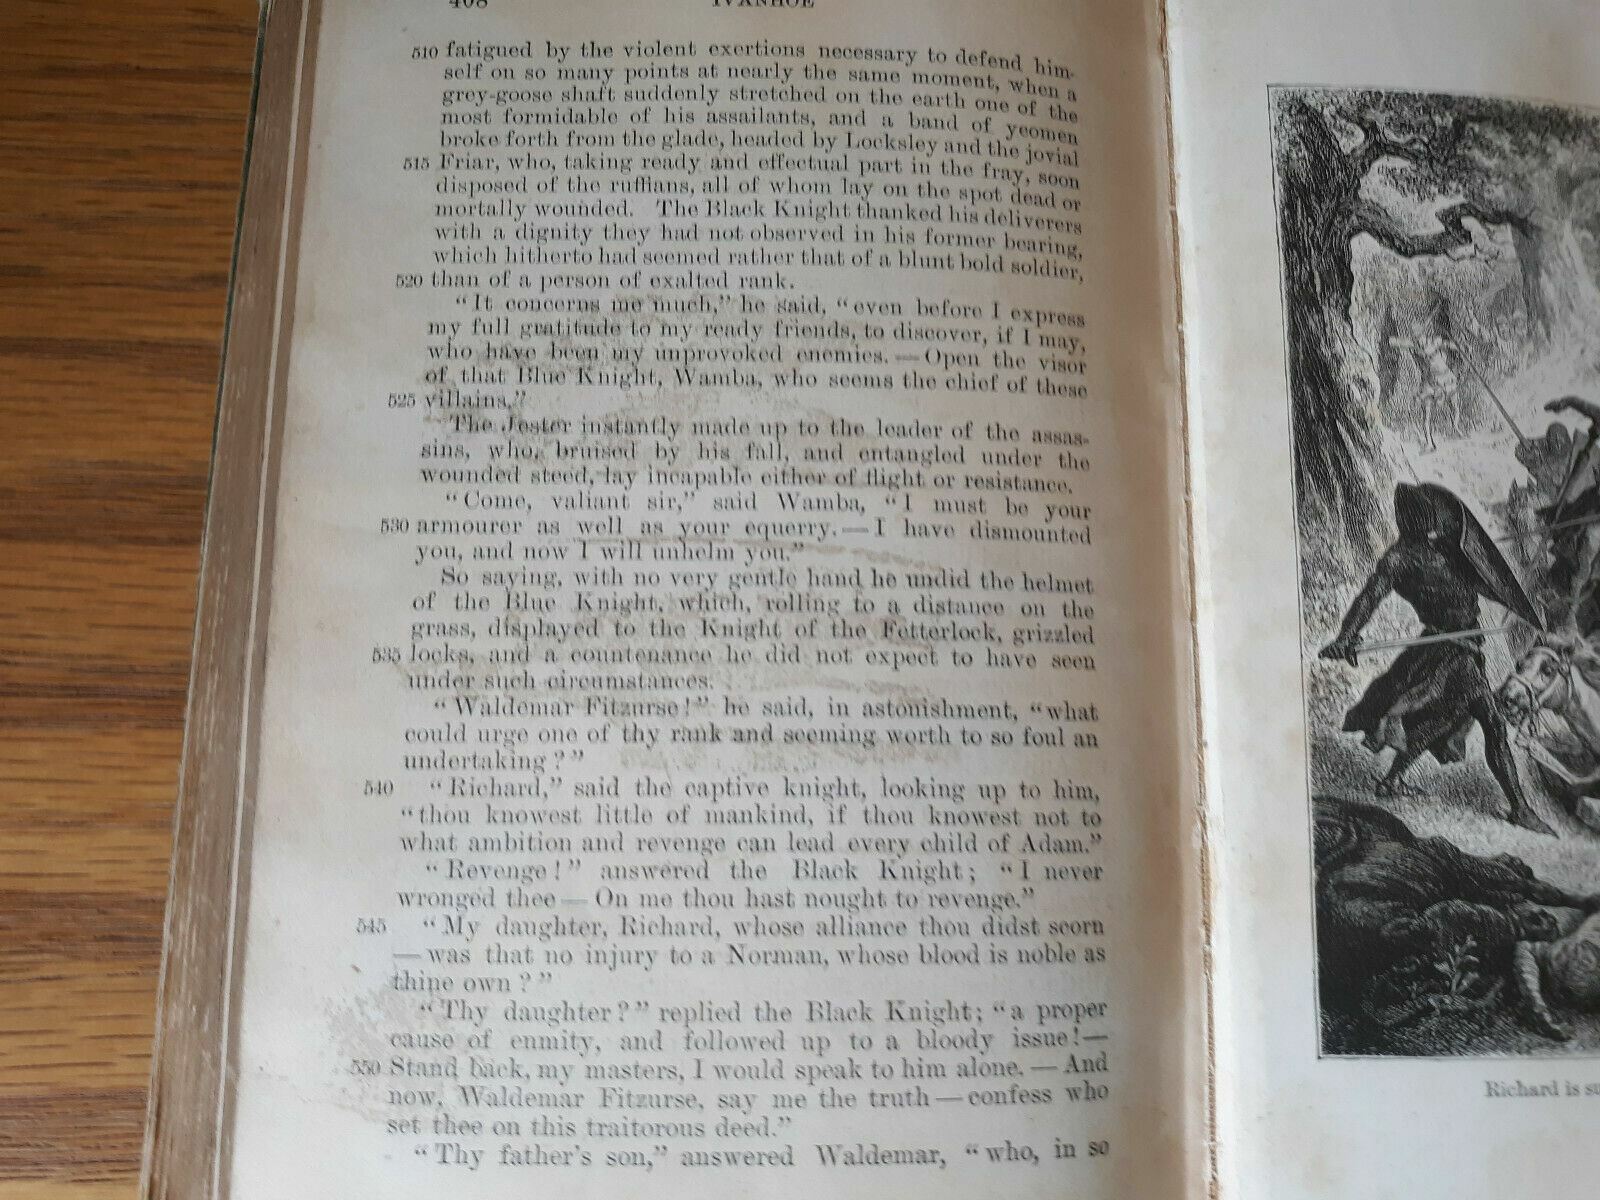 408 IVANHOE
510 fatigued by the violent exertions necessary to defend him-
self on so many points at nearly the same moment, when a
grey-goose shaft suddenly stretched on the earth one of the
most formidable of his assailants, and a band of yeomen
broke forth from the glade, headed by Locksley and the jovial
515 Friar, who, taking ready and effectual part in the fray, soon
disposed of the ruffians, all of whom lay on the spot dead or
mortally wounded. The Black Knight thanked his deliverers
with a dignity they had not observed in his former bearing,
which hitherto had seemed rather that of a blunt bold soldier,
520 than of a person of exalted rank.
"It concerns me much," he said, "even before I express
my full gratitude to my ready friends, to discover, if I may,
who have been my unprovoked enemies. — Open the visor
of that Blue Knight, Wamba, who seems the chief of these
525 villains."
The Jester instantly made up to the leader of the assas-
sins, who, bruised by his fall, and entangled under the
wounded steed, lay incapable either of flight or resistance.
"Come, valiant sir," said Wamba, "I must be your
530 armourer as well as your equerry. — I have dismounted
you, and now I will unhelm you."
So saying, with no very gentle hand he undid the helmet
of the Blue Knight, which, rolling to a distance on the
grass, displayed to the Knight of the Fetterlock, grizzled
535 locks, and a countenance he did not expect to have seen
under such circumstances.
"Waldemar Fitzurse!" he said, in astonishment, "what
could urge one of thy rank and seeming worth to so foul an
undertaking?"
540 "Richard," said the captive knight, looking up to him,
"thou knowest little of mankind, if thou knowest not to
what ambition and revenge can lead every child of Adam."
"Revenge!" answered the Black Knight; "I never
wronged thee — On me thou hast nought to revenge."
545 "My daughter, Richard, whose alliance thou didst scorn
— was that no injury to a Norman, whose blood is noble as
thine own?"
"Thy daughter?" replied the Black Knight; "a proper
cause of enmity, and followed up to a bloody issue! —
550 Stand back, my masters, I would speak to him alone. — And
now, Waldemar Fitzurse, say me the truth — confess who
set thee on this traitorous deed."
"Thy father's son," answered Waldemar, "who, in so
Richard is su